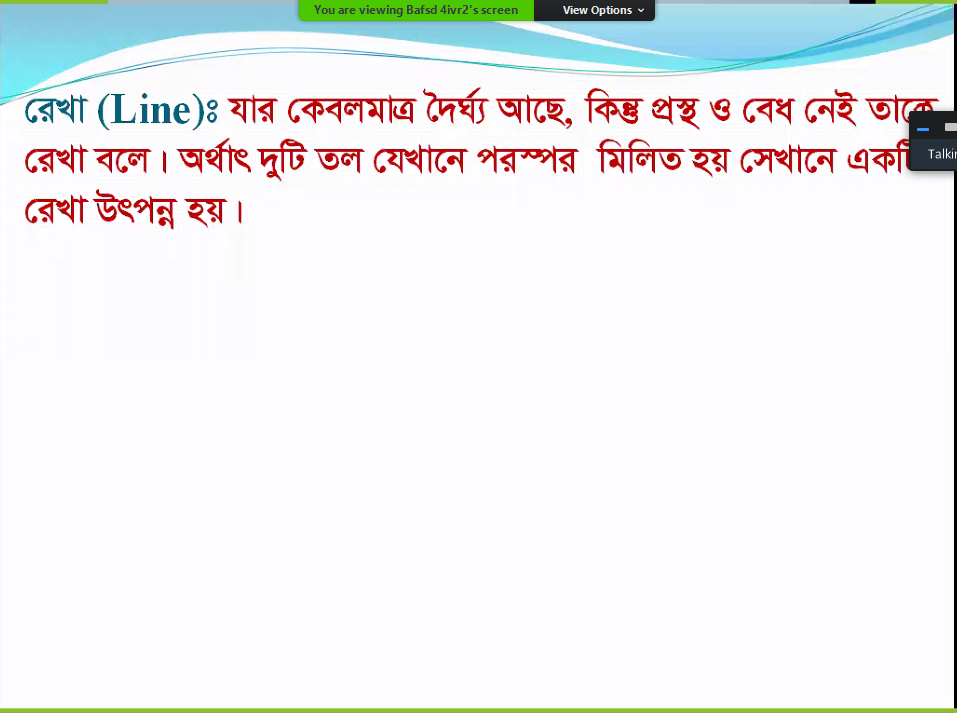 You are viewing Bafsd 4ivr2's screen View Options
রেখা (Line)ঃ যার কেবলমাত্র দৈর্ঘ্য আছে, কিন্তু প্রস্থ ও বেধ নেই তাকে
রেখা বলে। অর্থাৎ দুটি তল যেখানে পরস্পর মিলিত হয় সেখানে একটি
রেখা উৎপন্ন হয়।